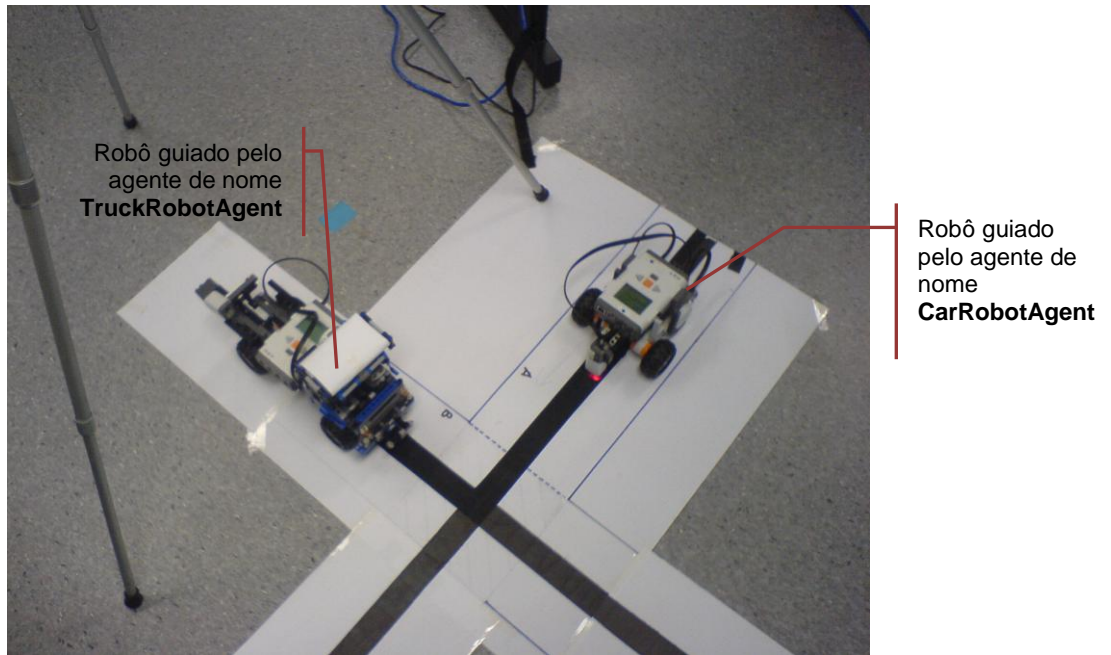 Robô guiado pelo
agente de nome
TruckRobotAgent
Robô guiado
pelo agente de
nome
CarRobotAgent
A
B